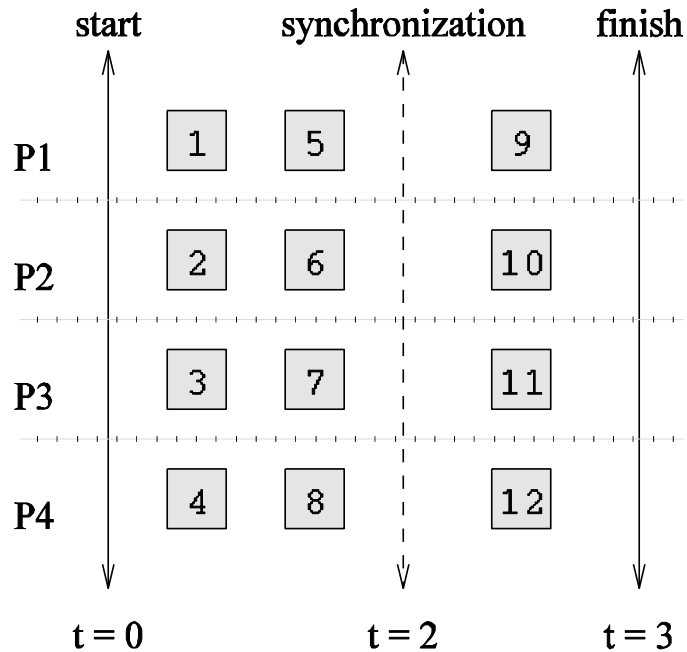 start synchronization finish
P1 1 5 9
P2 2 6 10
P3 3 7 11
P4 4 8 12
t = 0 t = 2 t = 3